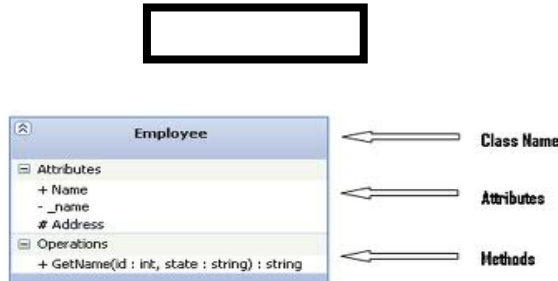 Employee
Class Name
Attributes
+ Name
- _name
# Address
Attributes
Operations
+ GetName(id : int, state : string) : string
Methods